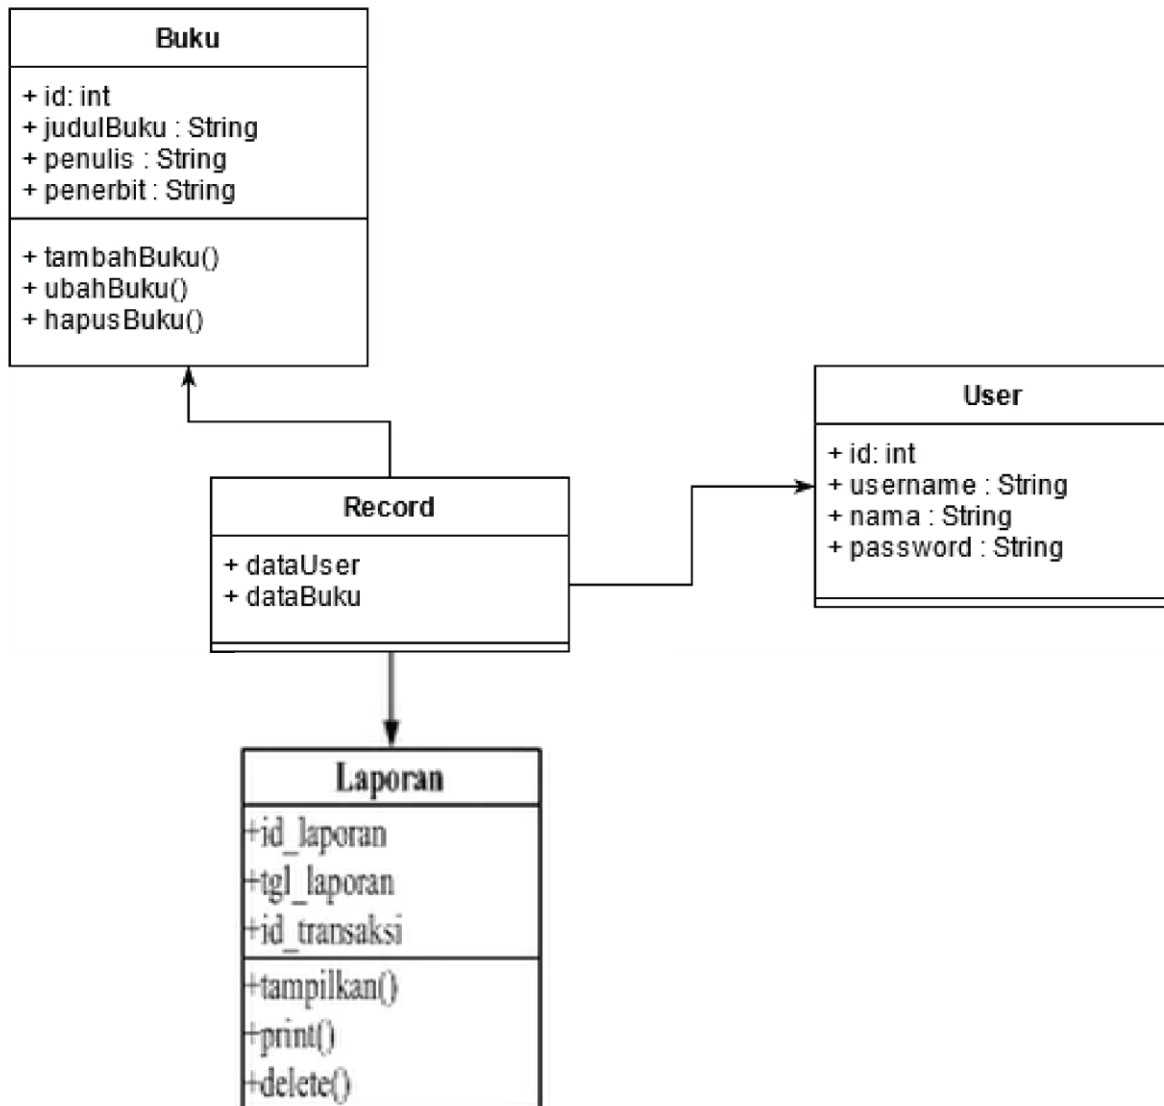 Buku
+ id: int
+ judulBuku : String
+ penulis : String
+ penerbit : String
+ tambahBuku()
+ ubahBuku()
+ hapusBuku()
User
+ id: int
+ username : String
+ nama : String
+ password : String
Record
+ dataUser
+ dataBuku
Laporan
+id_laporan
+tgl_laporan
+id_transaksi
+tampilkan()
+print()
+delete()